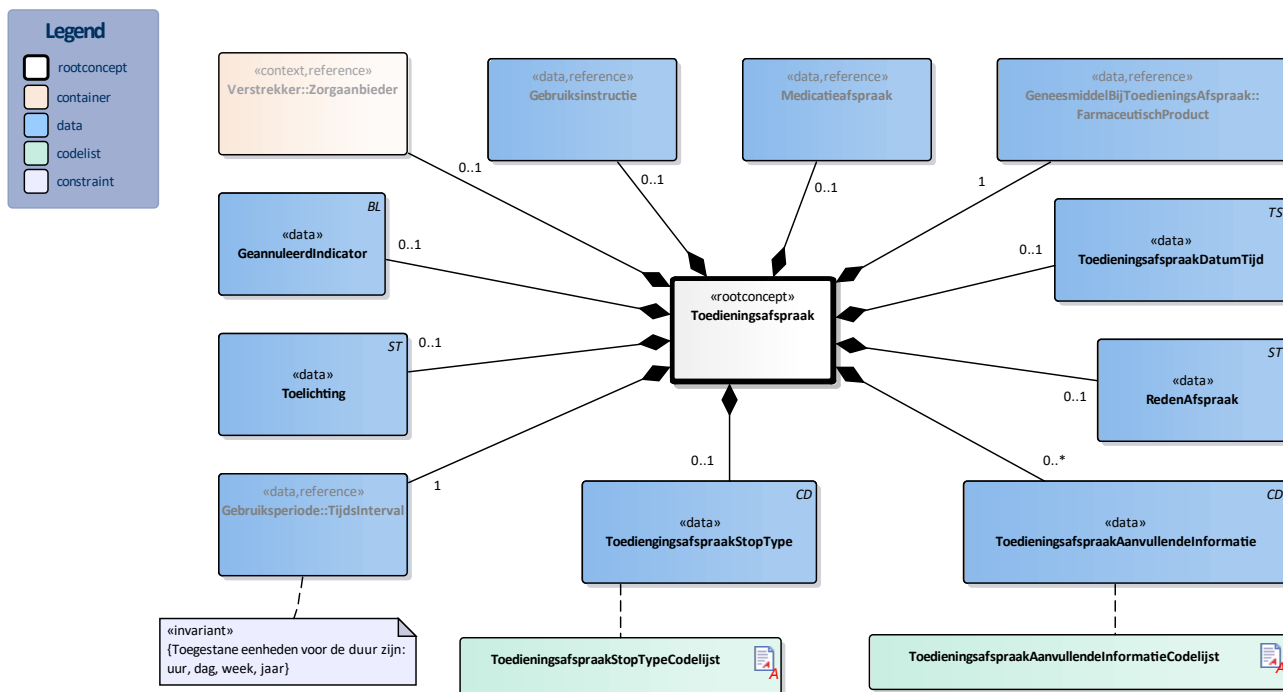 Legend
rootconcept
container
data
codelist
constraint
«context,reference»
Verstrekker::Zorgaanbieder
0..1
«data,reference»
Gebruiksinstructie
0..1
«data,reference»
Medicatieafspraak
0..1
«data,reference»
GeneesmiddelBijToedieningsAfspraak::
FarmaceutischProduct
1
BL
«data»
GeannuleerdIndicator
0..1
TS
«data»
ToedieningsafspraakDatumTijd
0..1
«rootconcept»
Toedieningsafspraak
ST
«data»
Toelichting
0..1
ST
«data»
RedenAfspraak
0..1
«data,reference»
Gebruiksperiode::TijdsInterval
1
CD
«data»
ToediengingsafspraakStopType
0..1
CD
«data»
ToedieningsafspraakAanvullendeInformatie
0..*
«invariant»
{Toegestane eenheden voor de duur zijn:
uur, dag, week, jaar}
ToedieningsafspraakStopTypeCodelijst
A
ToedieningsafspraakAanvullendeInformatieCodelijst
A